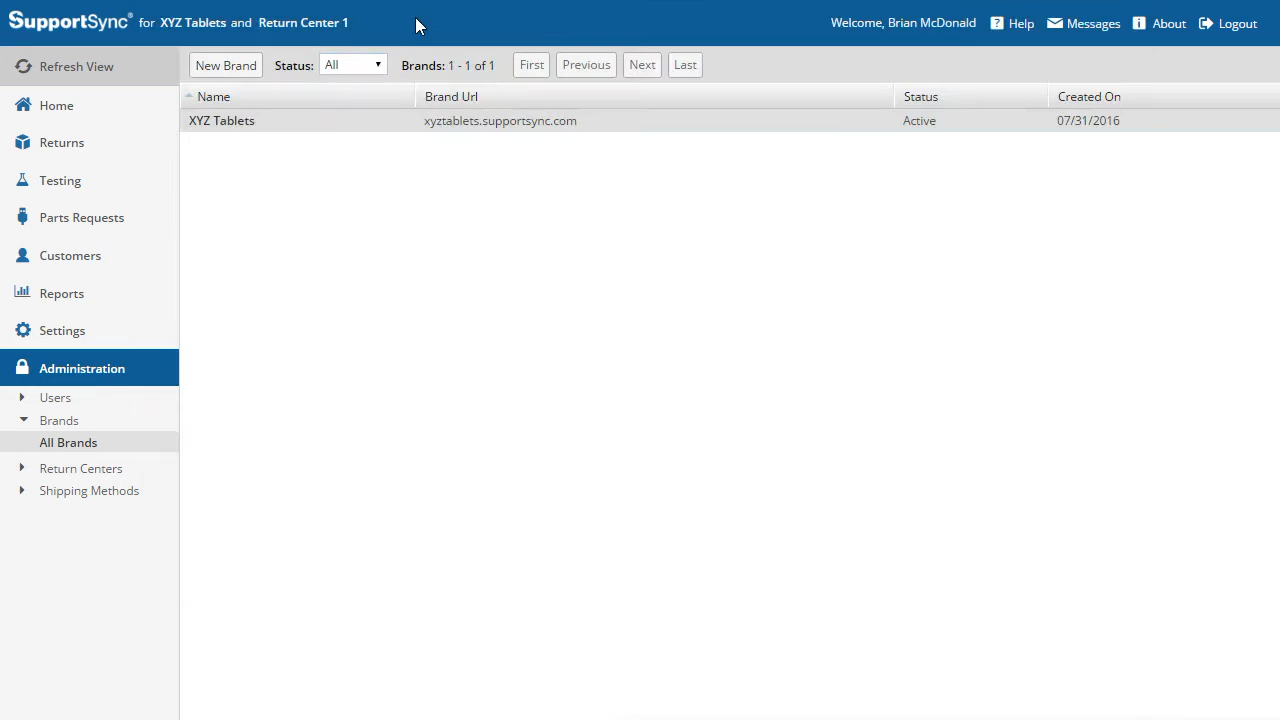 SupportSync® for XYZ Tablets and Return Center 1
Welcome, Brian McDonald ? Help Messages i About Logout
Refresh View
New Brand Status: All Brands: 1 - 1 of 1 First Previous Next Last
Name Brand Url Status Created On
XYZ Tablets xyztablets.supportsync.com Active 07/31/2016
Home
Returns
Testing
Parts Requests
Customers
Reports
Settings
Administration
Users
Brands
All Brands
Return Centers
Shipping Methods